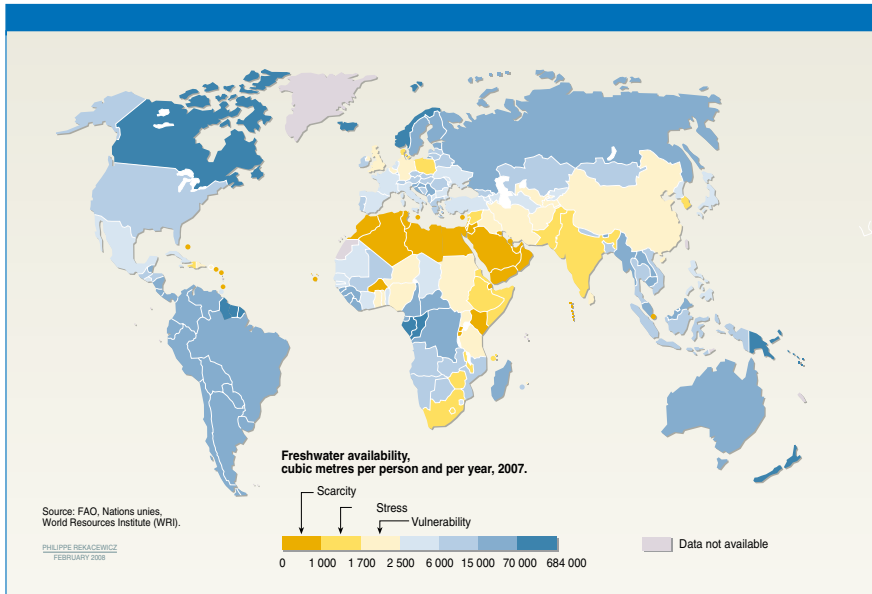 Freshwater availability,
cubic metres per person and per year, 2007.
Scarcity
Stress
Vulnerability
0 1 000 1 700 2 500 6 000 15 000 70 000 684 000
Data not available
Source: FAO, Nations unies,
World Resources Institute (WRI).
PHILIPPE REKACEWICZ
FEBRUARY 2008